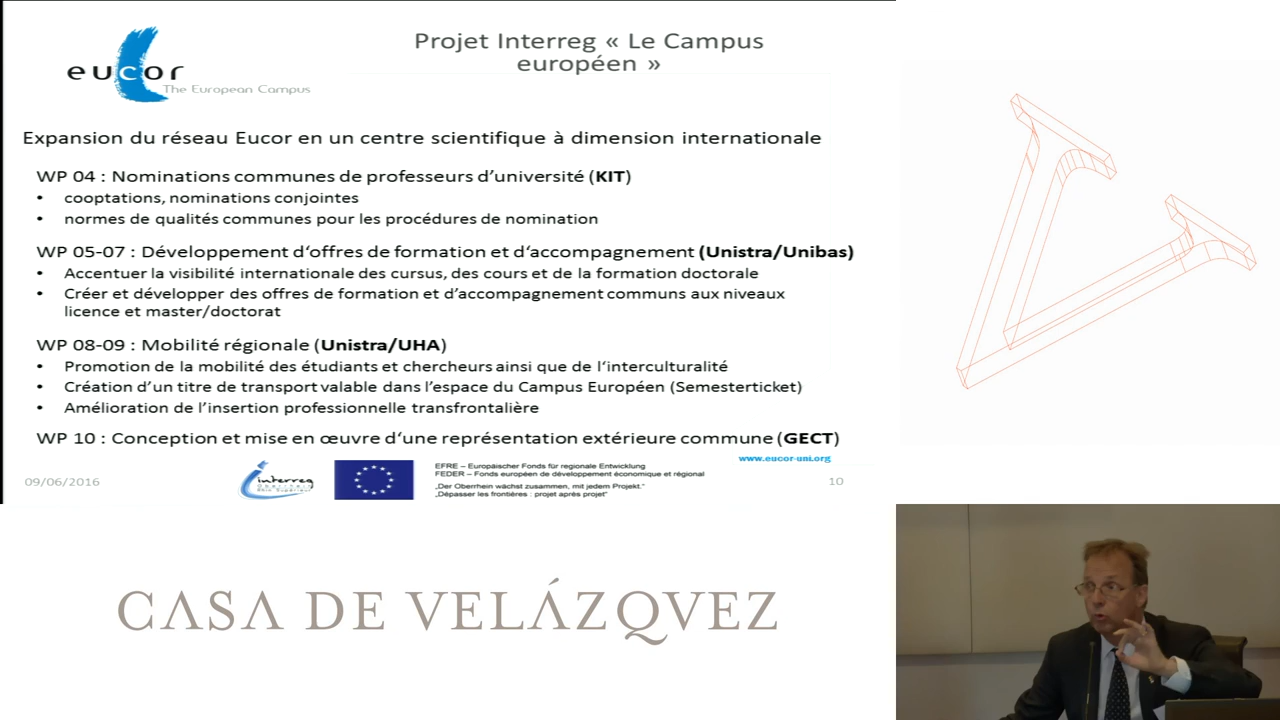 eucor
The European Campus
Projet Interreg « Le Campus
européen »
Expansion du réseau Eucor en un centre scientifique à dimension internationale
WP 04 : Nominations communes de professeurs d’université (KIT)
• cooptations, nominations conjointes
• normes de qualités communes pour les procédures de nomination
WP 05-07 : Développement d‘offres de formation et d‘accompagnement (Unistra/Unibas)
• Accentuer la visibilité internationale des cursus, des cours et de la formation doctorale
• Créer et développer des offres de formation et d’accompagnement communs aux niveaux
licence et master/doctorat
WP 08-09 : Mobilité régionale (Unistra/UHA)
• Promotion de la mobilité des étudiants et chercheurs ainsi que de l‘interculturalité
• Création d’un titre de transport valable dans l’espace du Campus Européen (Semesterticket)
• Amélioration de l’insertion professionnelle transfrontalière
WP 10 : Conception et mise en œuvre d‘une représentation extérieure commune (GECT)
www.eucor-uni.org
interreg
Oberrhein
Rhin Supérieur
EFRE – Europäischer Fonds für regionale Entwicklung
FEDER – Fonds européen de développement économique et régional
„Der Oberrhein wächst zusammen, mit jedem Projekt.“
„Dépasser les frontières : projet après projet“
09/06/2016
10
CASA DE VELÁZQVEZ